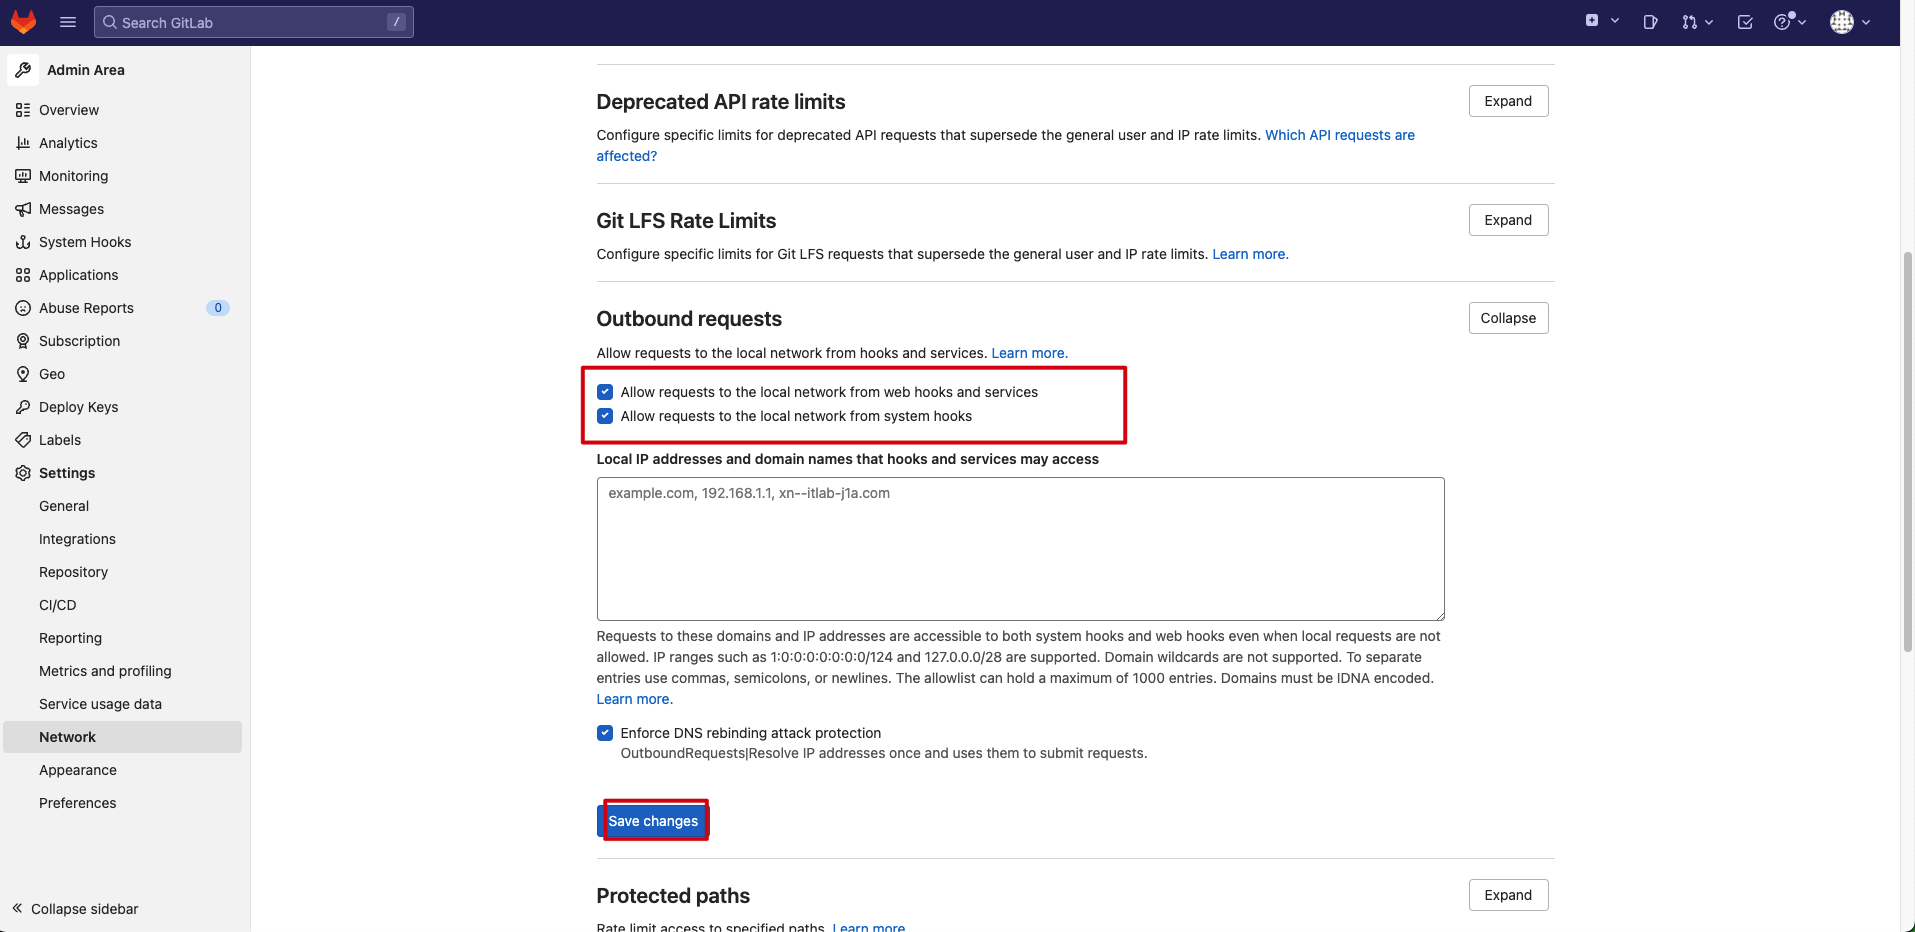 Search GitLab
/
Admin Area
Overview
Analytics
Monitoring
Messages
System Hooks
Applications
Abuse Reports
0
Subscription
Geo
Deploy Keys
Labels
Settings
General
Integrations
Repository
CI/CD
Reporting
Metrics and profiling
Service usage data
Network
Appearance
Preferences
Collapse sidebar
Deprecated API rate limits
Expand
Configure specific limits for deprecated API requests that supersede the general user and IP rate limits. Which API requests are
affected?
Git LFS Rate Limits
Expand
Configure specific limits for Git LFS requests that supersede the general user and IP rate limits. Learn more.
Outbound requests
Collapse
Allow requests to the local network from hooks and services. Learn more.
Allow requests to the local network from web hooks and services
Allow requests to the local network from system hooks
Local IP addresses and domain names that hooks and services may access
example.com, 192.168.1.1, xn--itlab-j1a.com
Requests to these domains and IP addresses are accessible to both system hooks and web hooks even when local requests are not
allowed. IP ranges such as 1:0:0:0:0:0:0:0/124 and 127.0.0.0/28 are supported. Domain wildcards are not supported. To separate
entries use commas, semicolons, or newlines. The allowlist can hold a maximum of 1000 entries. Domains must be IDNA encoded.
Learn more.
Enforce DNS rebinding attack protection
OutboundRequests|Resolve IP addresses once and uses them to submit requests.
Save changes
Protected paths
Expand
Rate limit access to specified paths. Learn more.